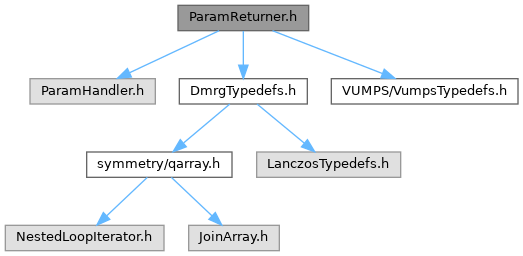 ParamReturner.h
ParamHandler.h
DmrgTypedefs.h
VUMPS/VumpsTypedefs.h
symmetry/qarray.h
LanczosTypedefs.h
NestedLoopIterator.h
JoinArray.h